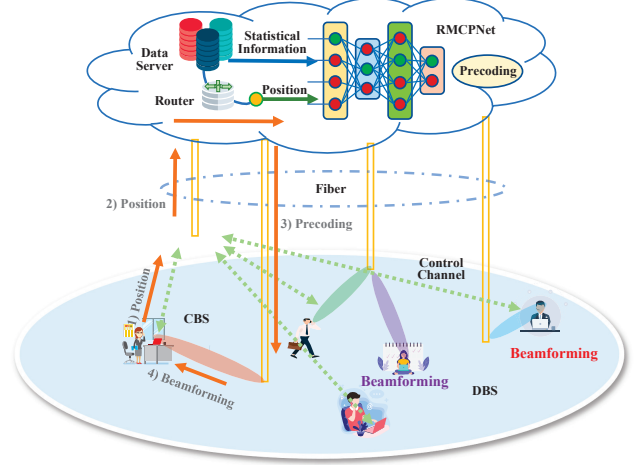 Statistical
Information
RMCPNet
Data
Server
Position
Precoding
Router
Fiber
2) Position
3) Precoding
Control
Channel
1) Position
CBS
Beamforming
4) Beamforming
Beamforming
DBS